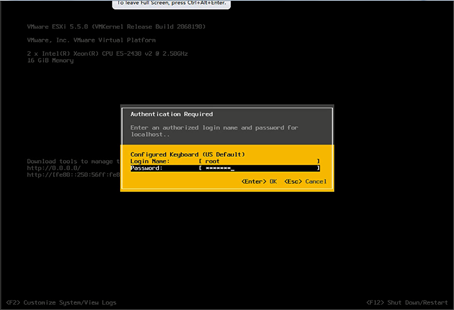 To leave Full Screen, press Ctrl+Alt+Enter.
VMware ESXi 5.5.0 (VMKernel Release Build 2068190)
VMware, Inc. VMware Virtual Platform
2 x Intel(R) Xeon(R) CPU E5-2430 v2 @ 2.50GHz
16 GiB Memory
Authentication Required
Enter an authorized login name and password for
localhost..
Configured Keyboard (US Default)
Login Name: [ root ]
Password: [ *******_ ]
<Enter> OK <Esc> Cancel
Download tools to manage t
http://0.0.0.0/
http://[fe80::250:56ff:fe8
<F2> Customize System/View Logs
<F12> Shut Down/Restart